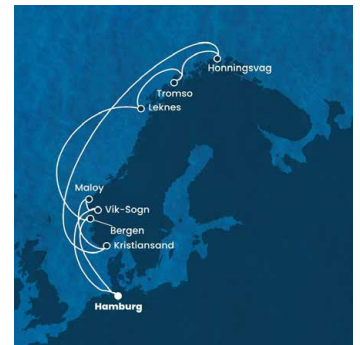 Honningsvag
Tromso
Leknes
Maloy
Vik-Sogn
Bergen
Kristiansand
Hamburg